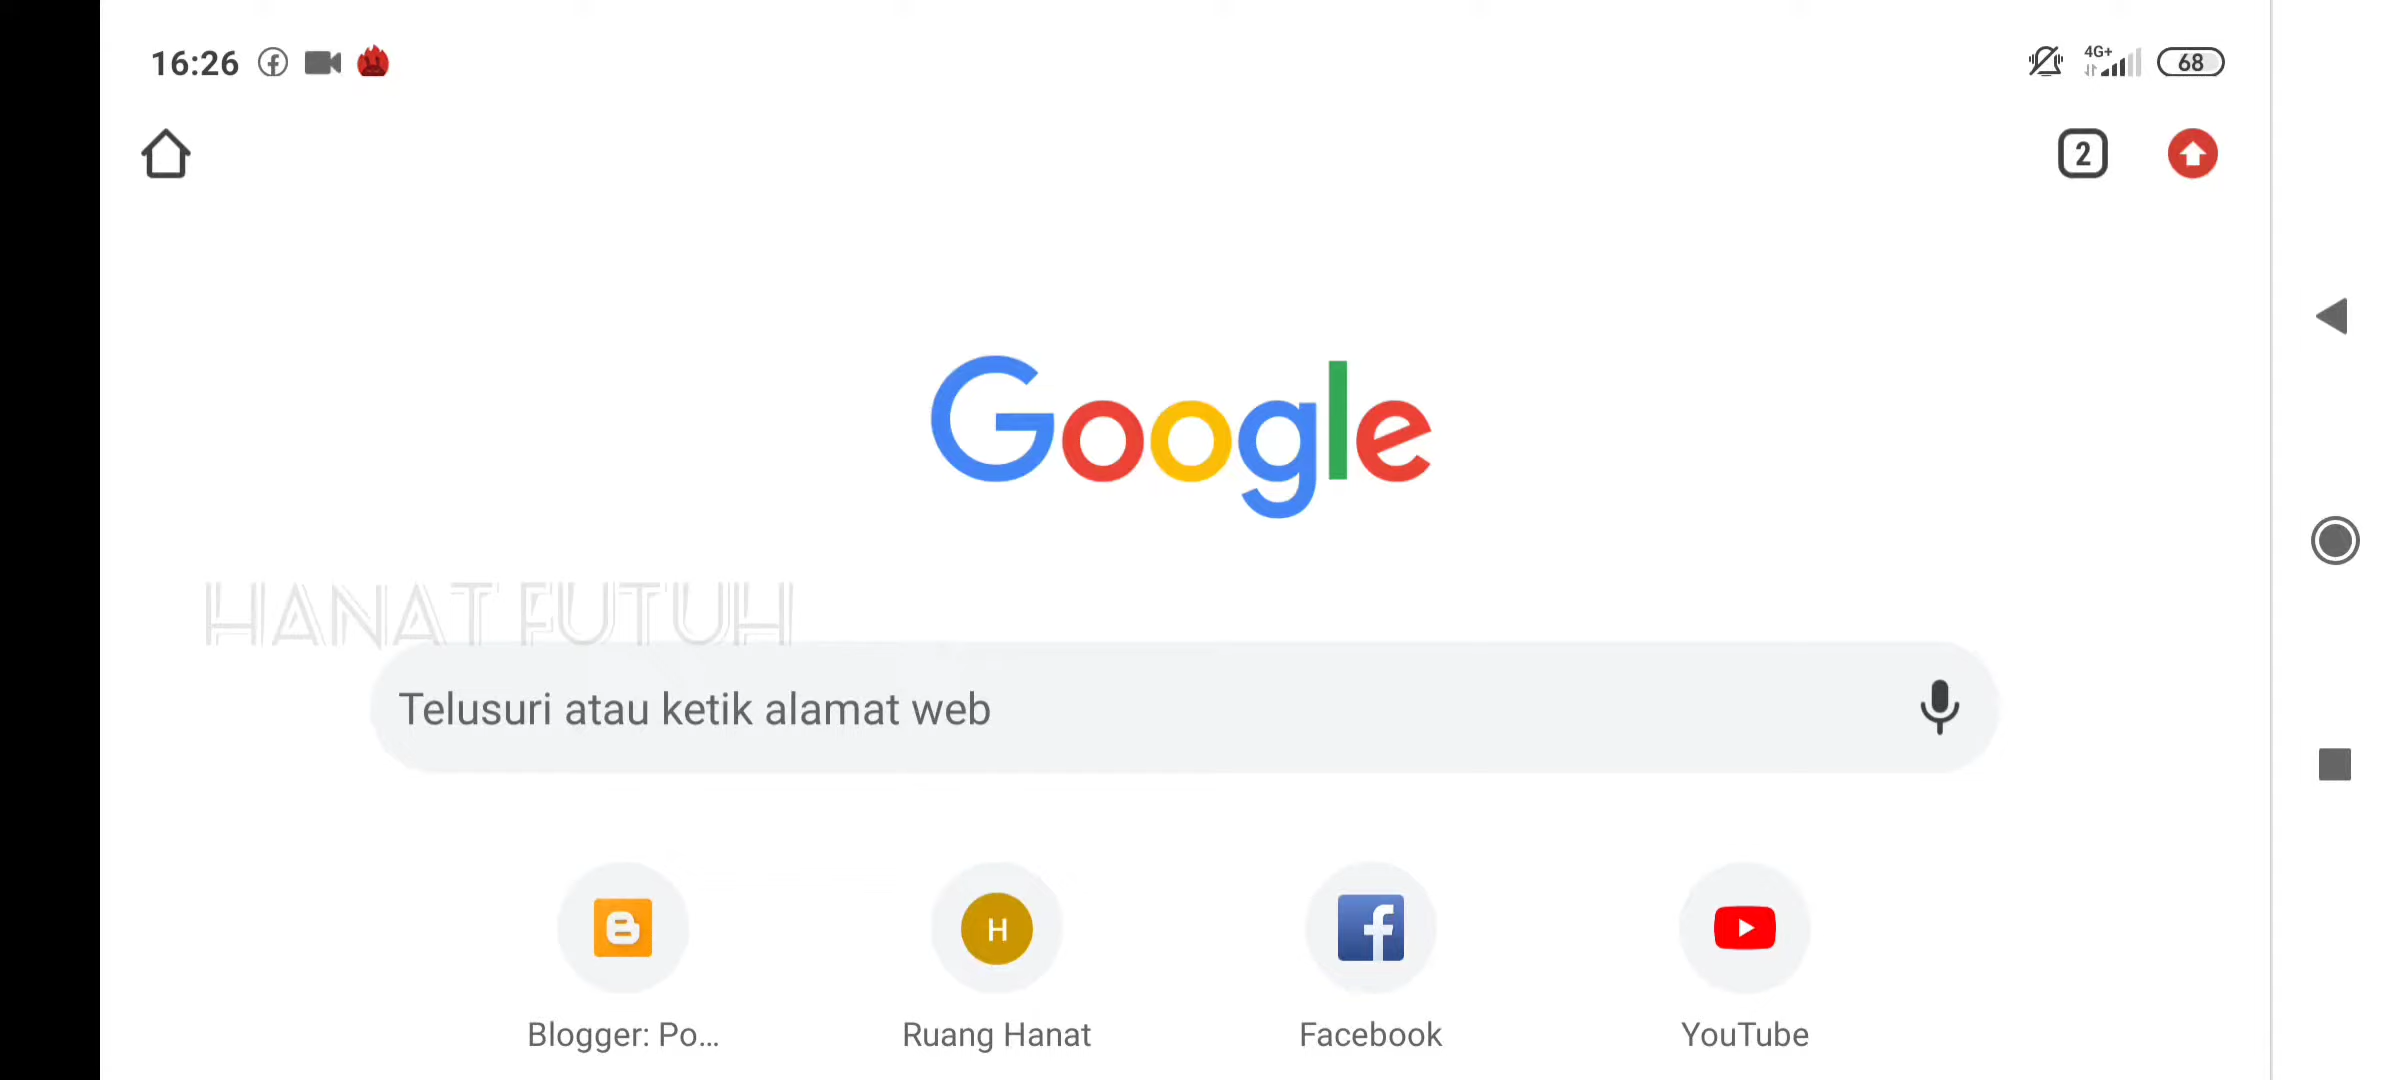 16:26 4G+ 68
2
Google
HANAT FUTUH
Telusuri atau ketik alamat web
H
Blogger: Po... Ruang Hanat Facebook YouTube